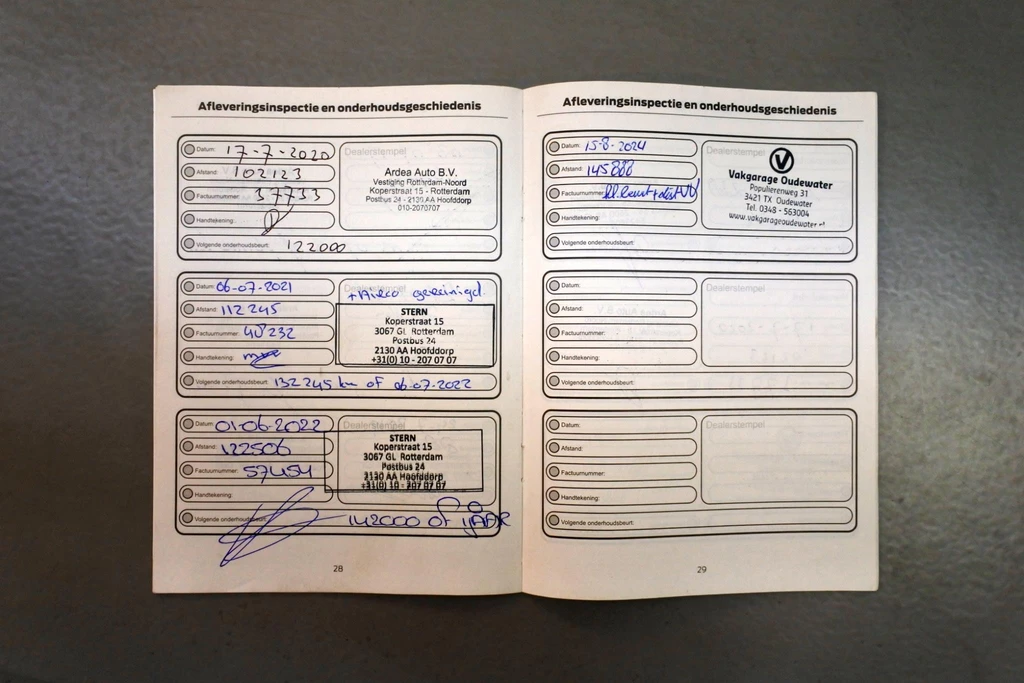 Afleveringsinspectie en onderhoudsgeschiedenis
Datum: 17-7-2020
Afstand: 102123
Factuurnummer: 37733
Handtekening:
Volgende onderhoudsbeurt: 122000
Dealerstempel
Ardea Auto B.V.
Vestiging Rotterdam-Noord
Koperstraat 15 - Rotterdam
Postbus 24 - 2130 AA Hoofddorp
010-2070707
Datum: 06-07-2021
Afstand: 112245
Factuurnummer: 40232
Handtekening:
Volgende onderhoudsbeurt: 132245 km of 06-07-2022
Dealerstempel
+ Airco gereinigd.
STERN
Koperstraat 15
3067 GL Rotterdam
Postbus 24
2130 AA Hoofddorp
+31(0) 10 - 207 07 07
Datum: 01-06-2022
Afstand: 122506
Factuurnummer: 57454
Handtekening:
Volgende onderhoudsbeurt: 142000 of jAAR
Dealerstempel
STERN
Koperstraat 15
3067 GL Rotterdam
Postbus 24
2130 AA Hoofddorp
+31(0) 10 - 207 07 07
28
Afleveringsinspectie en onderhoudsgeschiedenis
Datum: 15-8-2024
Afstand: 145888
Factuurnummer:
Handtekening:
Volgende onderhoudsbeurt:
Dealerstempel
Vakgarage Oudewater
Populierenweg 31
3421 TX Oudewater
Tel. 0348 - 563004
www.vakgarageoudewater.nl
Datum:
Afstand:
Factuurnummer:
Handtekening:
Volgende onderhoudsbeurt:
Dealerstempel
Datum:
Afstand:
Factuurnummer:
Handtekening:
Volgende onderhoudsbeurt:
Dealerstempel
29